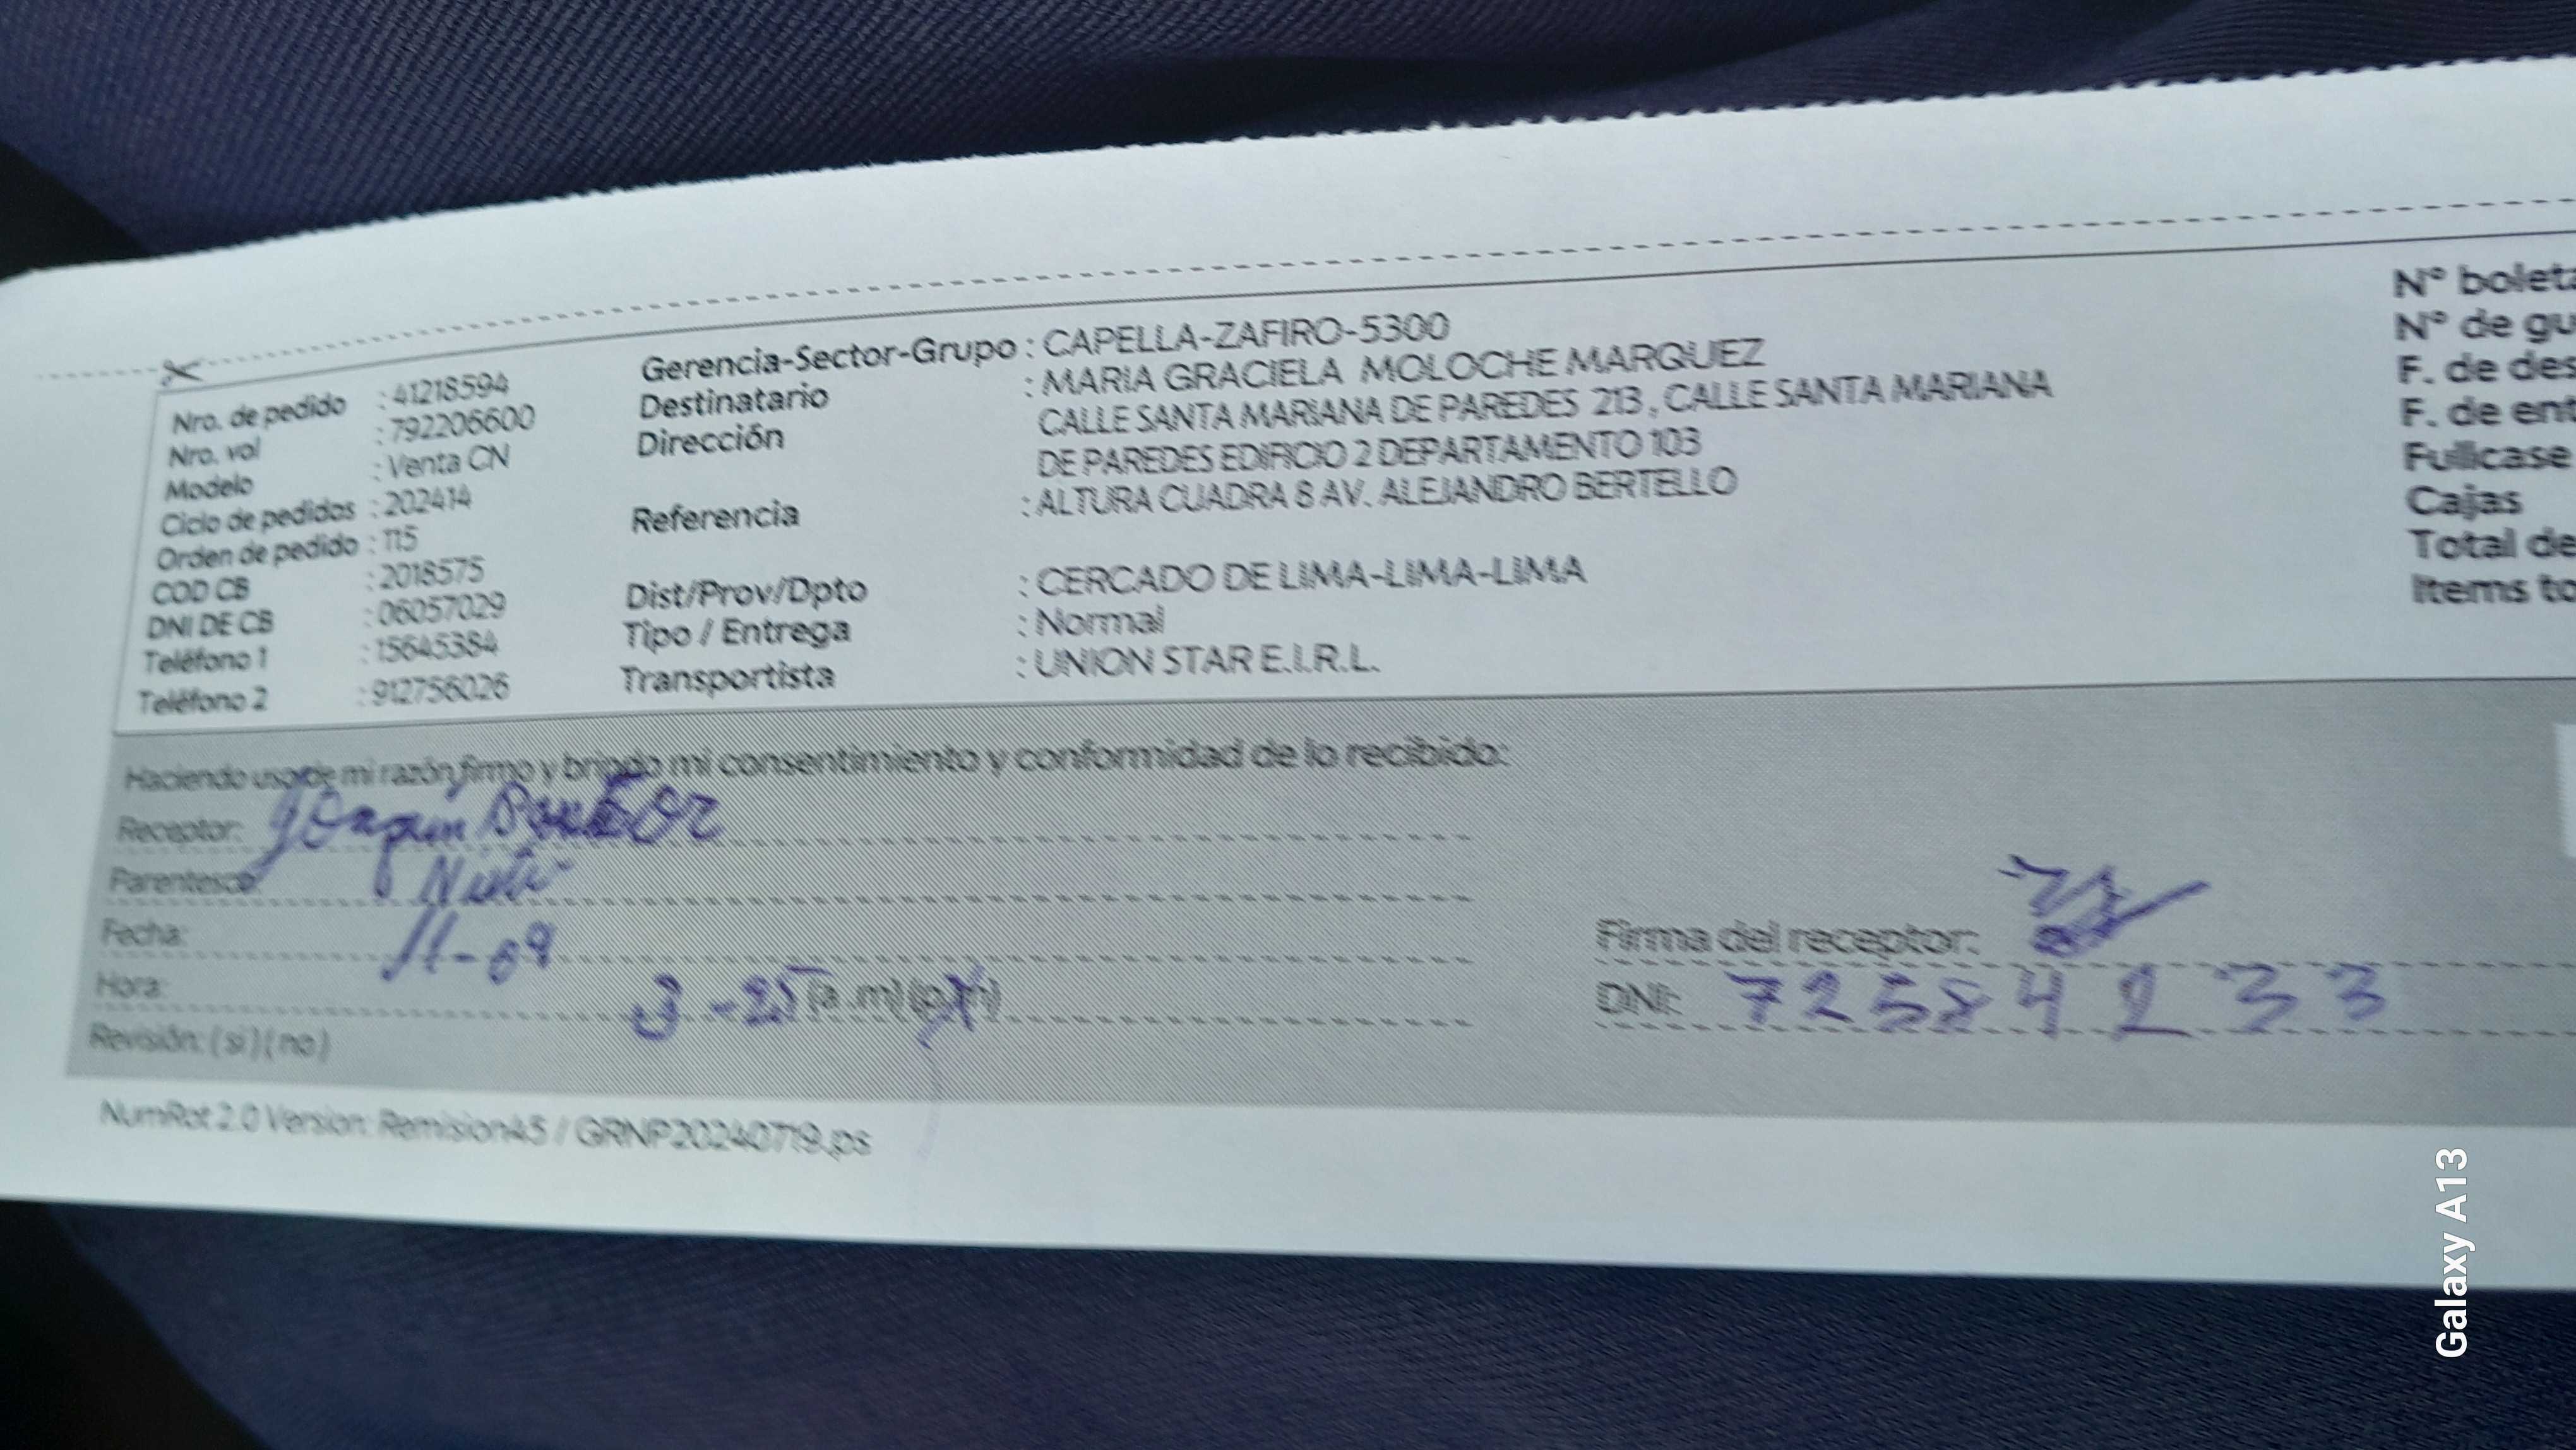 Nro. de pedido : 41218594
Nro. vol : 792206600
Modelo : Venta CN
Ciclo de pedidos : 202414
Orden de pedido : 115
COD CB : 2018575
DNI DE CB : 06057029
Teléfono 1 : 15645384
Teléfono 2 : 912756026
Gerencia-Sector-Grupo : CAPELLA-ZAFIRO-5300
Destinatario : MARIA GRACIELA MOLOCHE MARQUEZ
Dirección CALLE SANTA MARIANA DE PAREDES 213 , CALLE SANTA MARIANA
DE PAREDES EDIFICIO 2 DEPARTAMENTO 103
Referencia : ALTURA CUADRA 8 AV. ALEJANDRO BERTELLO
Dist/Prov/Dpto : CERCADO DE LIMA-LIMA-LIMA
Tipo / Entrega : Normal
Transportista : UNION STAR E.I.R.L.
N° boleta
N° de gu
F. de des
F. de ent
Fullcase
Cajas
Total de
Items to
Haciendo uso de mi razón firmo y brindo mi consentimiento y conformidad de lo recibido:
Receptor: Joaquin
Parentesco:
Fecha: 11-09
Hora: 3-25 (a.m) (p.m)
Revisión: ( si ) ( no )
Firma del receptor:
DNI: 72584233
NumRot 2.0 Version: Remision45 / GRNP20240719.ps
Galaxy A13